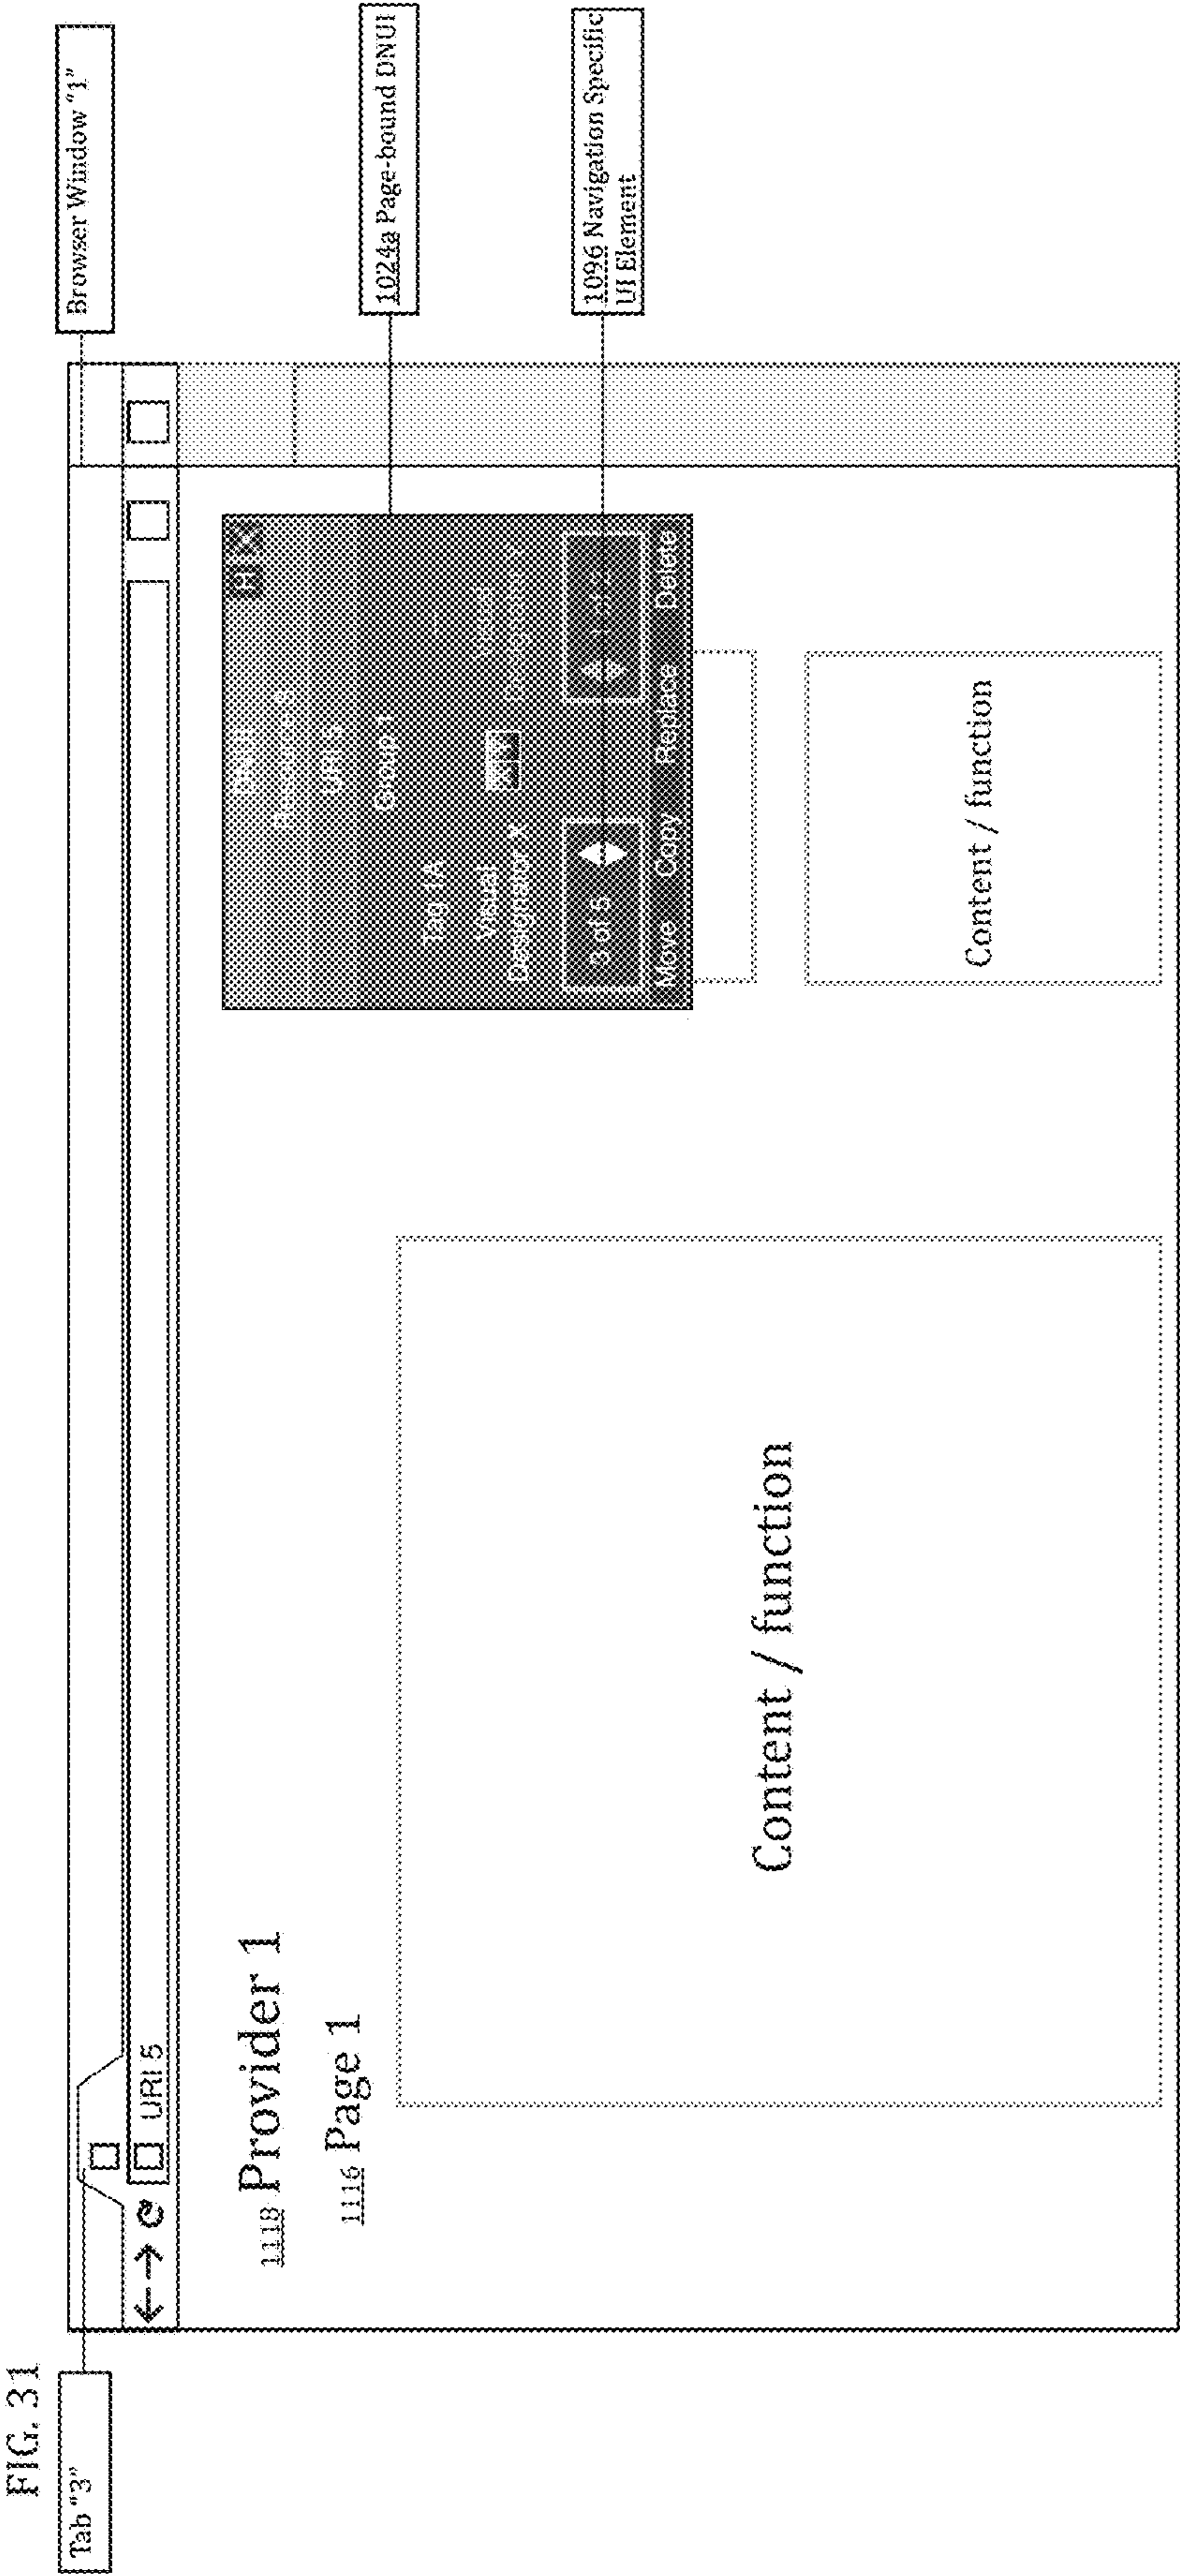 FIG. 31
Tab "3"
Browser Window "1"
URI 5
1118 Provider 1
1116 Page 1
Content / function
H X
URI 5
Group 1
Tag 1A
Visual
Designator X
3 of 5
Move Copy Replace Delete
Content / function
1024a Page-bound DNUI
1096 Navigation Specific
UI Element